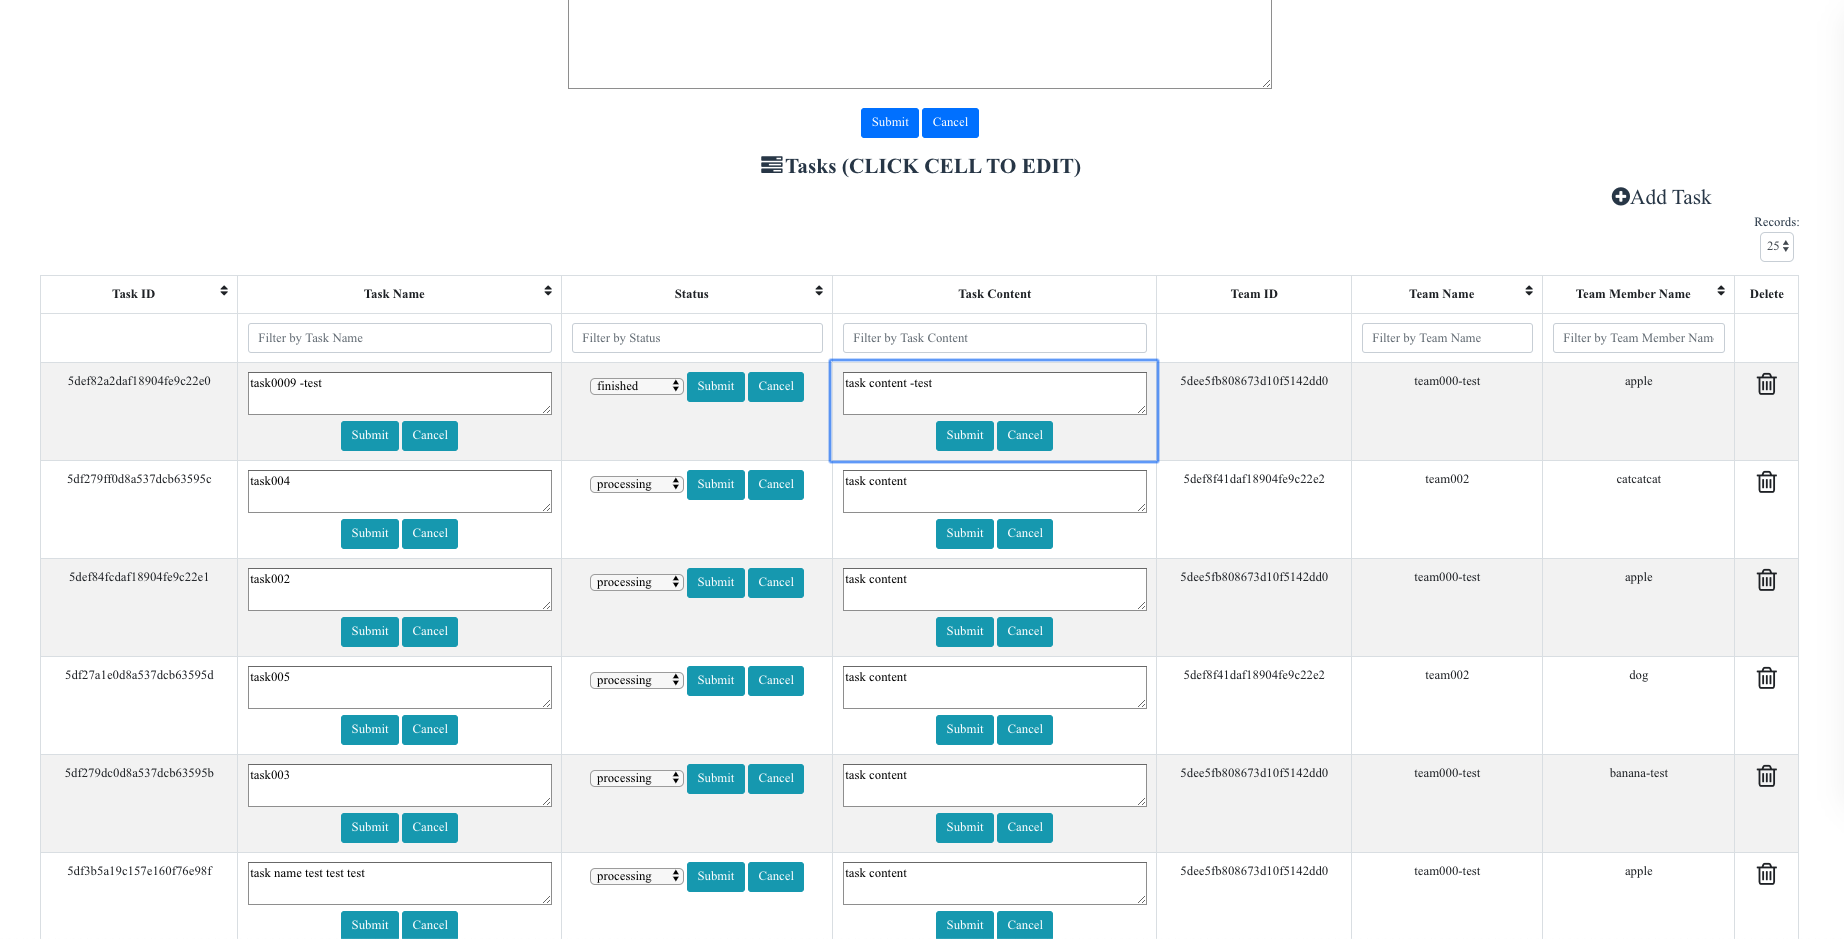 Submit Cancel
Tasks (CLICK CELL TO EDIT)
Add Task
Records:
25
Task ID Task Name Status Task Content Team ID Team Name Team Member Name Delete
Filter by Task Name Filter by Status Filter by Task Content Filter by Team Name Filter by Team Member Nam
5def82a2daf18904fe9c22e0 task0009 -test finished Submit Cancel task content -test 5dee5fb808673d10f5142dd0 team000-test apple
Submit Cancel Submit Cancel
5df279ff0d8a537dcb63595c task004 processing Submit Cancel task content 5def8f41daf18904fe9c22e2 team002 catcatcat
Submit Cancel Submit Cancel
5def84fcdaf18904fe9c22e1 task002 processing Submit Cancel task content 5dee5fb808673d10f5142dd0 team000-test apple
Submit Cancel Submit Cancel
5df27a1e0d8a537dcb63595d task005 processing Submit Cancel task content 5def8f41daf18904fe9c22e2 team002 dog
Submit Cancel Submit Cancel
5df279dc0d8a537dcb63595b task003 processing Submit Cancel task content 5dee5fb808673d10f5142dd0 team000-test banana-test
Submit Cancel Submit Cancel
5df3b5a19c157e160f76e98f task name test test test processing Submit Cancel task content 5dee5fb808673d10f5142dd0 team000-test apple
Submit Cancel Submit Cancel